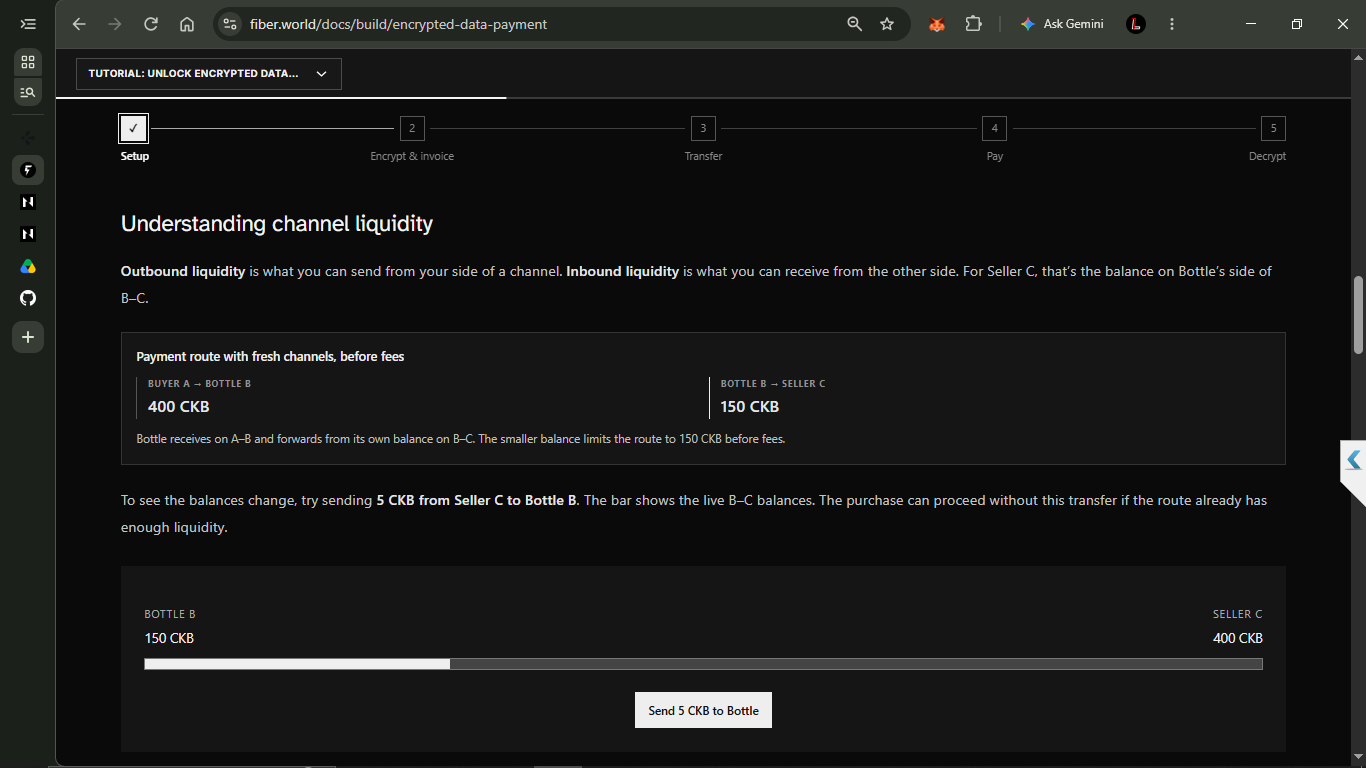 fiber.world/docs/build/encrypted-data-payment
Ask Gemini
TUTORIAL: UNLOCK ENCRYPTED DATA...
✓ 2 3 4 5
Setup Encrypt & invoice Transfer Pay Decrypt
Understanding channel liquidity
Outbound liquidity is what you can send from your side of a channel. Inbound liquidity is what you can receive from the other side. For Seller C, that's the balance on Bottle's side of
B–C.
Payment route with fresh channels, before fees
BUYER A → BOTTLE B BOTTLE B → SELLER C
400 CKB 150 CKB
Bottle receives on A–B and forwards from its own balance on B–C. The smaller balance limits the route to 150 CKB before fees.
To see the balances change, try sending 5 CKB from Seller C to Bottle B. The bar shows the live B–C balances. The purchase can proceed without this transfer if the route already has
enough liquidity.
BOTTLE B SELLER C
150 CKB 400 CKB
Send 5 CKB to Bottle